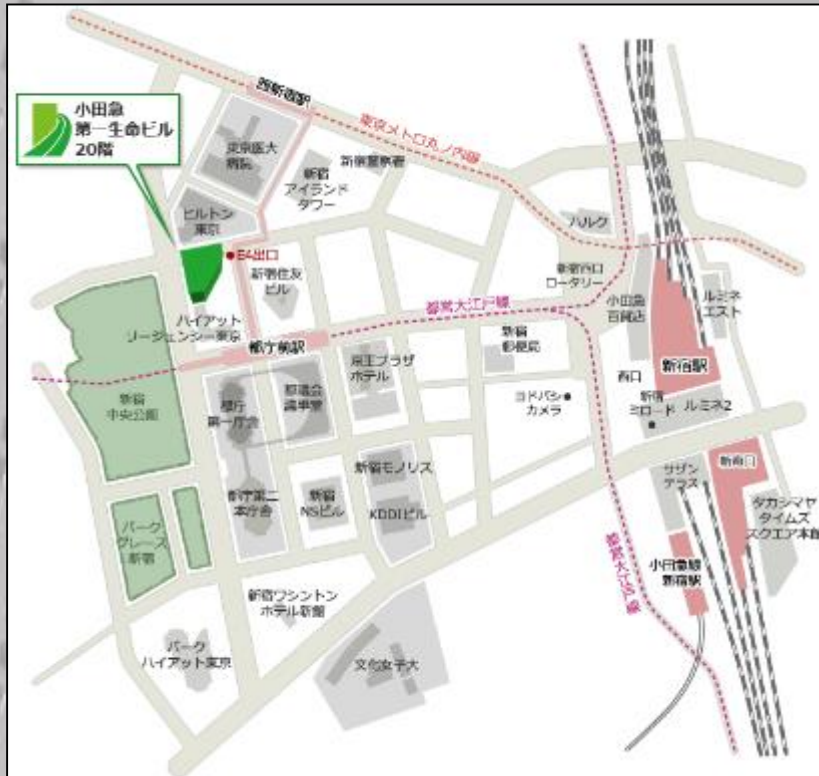 小田急
第一生命ビル
20階
西新宿駅
東京メトロ丸ノ内線
東京医大
病院
新宿
アイランド
タワー
新宿警察署
ヒルトン
東京
ハルク
E4出口
新宿住友
ビル
新宿西口
ロータリー
小田急
百貨店
ルミネ
エスト
ハイアット
リージェンシー東京
都営大江戸線
都庁前駅
新宿
郵便局
新宿駅
西口
京王プラザ
ホテル
都議会
議事堂
都庁
第一庁舎
新宿
中央公園
ヨドバシ
カメラ
新宿
ミロード
ルミネ2
新宿モノリス
サザン
テラス
新南口
都庁第二
本庁舎
新宿
NSビル
KDDIビル
パーク
グレース
新宿
タカシマヤ
タイムズ
スクエア本館
都営大江戸線
小田急線
新宿駅
新宿ワシントン
ホテル新館
パーク
ハイアット東京
文化女子大